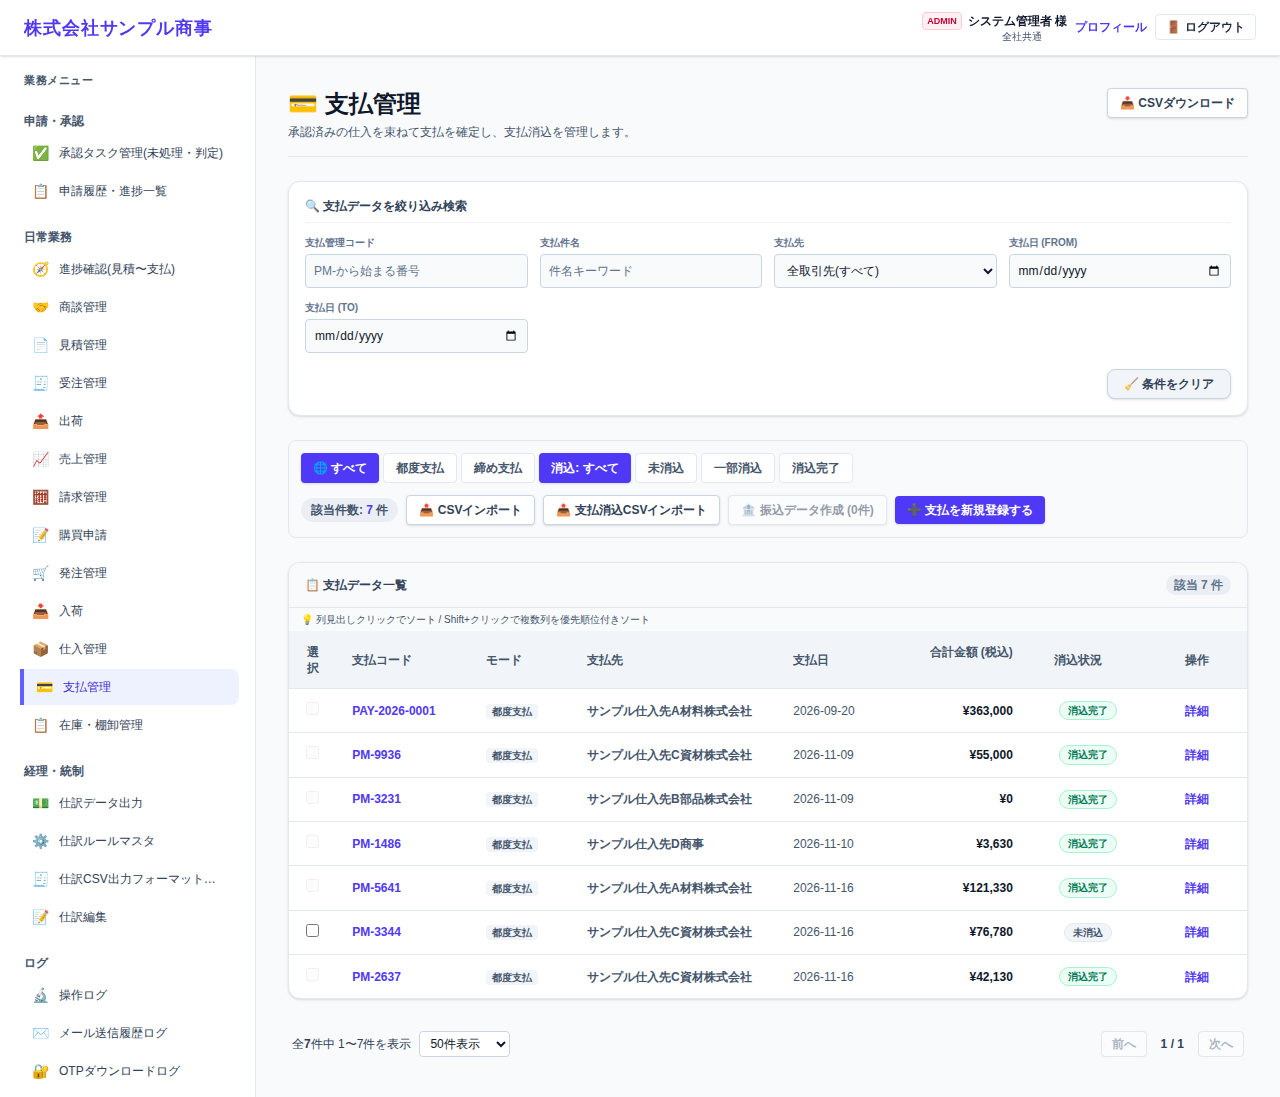 株式会社サンプル商事
ADMIN システム管理者 様
全社共通
プロフィール
ログアウト
業務メニュー
申請・承認
承認タスク管理(未処理・判定)
申請履歴・進捗一覧
日常業務
進捗確認(見積〜支払)
商談管理
見積管理
受注管理
出荷
売上管理
請求管理
購買申請
発注管理
入荷
仕入管理
支払管理
在庫・棚卸管理
経理・統制
仕訳データ出力
仕訳ルールマスタ
仕訳CSV出力フォーマット…
仕訳編集
ログ
操作ログ
メール送信履歴ログ
OTPダウンロードログ
支払管理
承認済みの仕入を束ねて支払を確定し、支払消込を管理します。
CSVダウンロード
支払データを絞り込み検索
支払管理コード 支払件名 支払先 支払日 (FROM)
PM-から始まる番号 件名キーワード 全取引先(すべて) mm/dd/yyyy
支払日 (TO)
mm/dd/yyyy
条件をクリア
すべて 都度支払 締め支払 消込: すべて 未消込 一部消込 消込完了
該当件数: 7 件 CSVインポート 支払消込CSVインポート 振込データ作成 (0件) 支払を新規登録する
支払データ一覧 該当 7 件
列見出しクリックでソート / Shift+クリックで複数列を優先順位付きソート
選択 支払コード モード 支払先 支払日 合計金額 (税込) 消込状況 操作
PAY-2026-0001 都度支払 サンプル仕入先A材料株式会社 2026-09-20 ¥363,000 消込完了 詳細
PM-9936 都度支払 サンプル仕入先C資材株式会社 2026-11-09 ¥55,000 消込完了 詳細
PM-3231 都度支払 サンプル仕入先B部品株式会社 2026-11-09 ¥0 消込完了 詳細
PM-1486 都度支払 サンプル仕入先D商事 2026-11-10 ¥3,630 消込完了 詳細
PM-5641 都度支払 サンプル仕入先A材料株式会社 2026-11-16 ¥121,330 消込完了 詳細
PM-3344 都度支払 サンプル仕入先C資材株式会社 2026-11-16 ¥76,780 未消込 詳細
PM-2637 都度支払 サンプル仕入先C資材株式会社 2026-11-16 ¥42,130 消込完了 詳細
全7件中 1〜7件を表示 50件表示 前へ 1 / 1 次へ